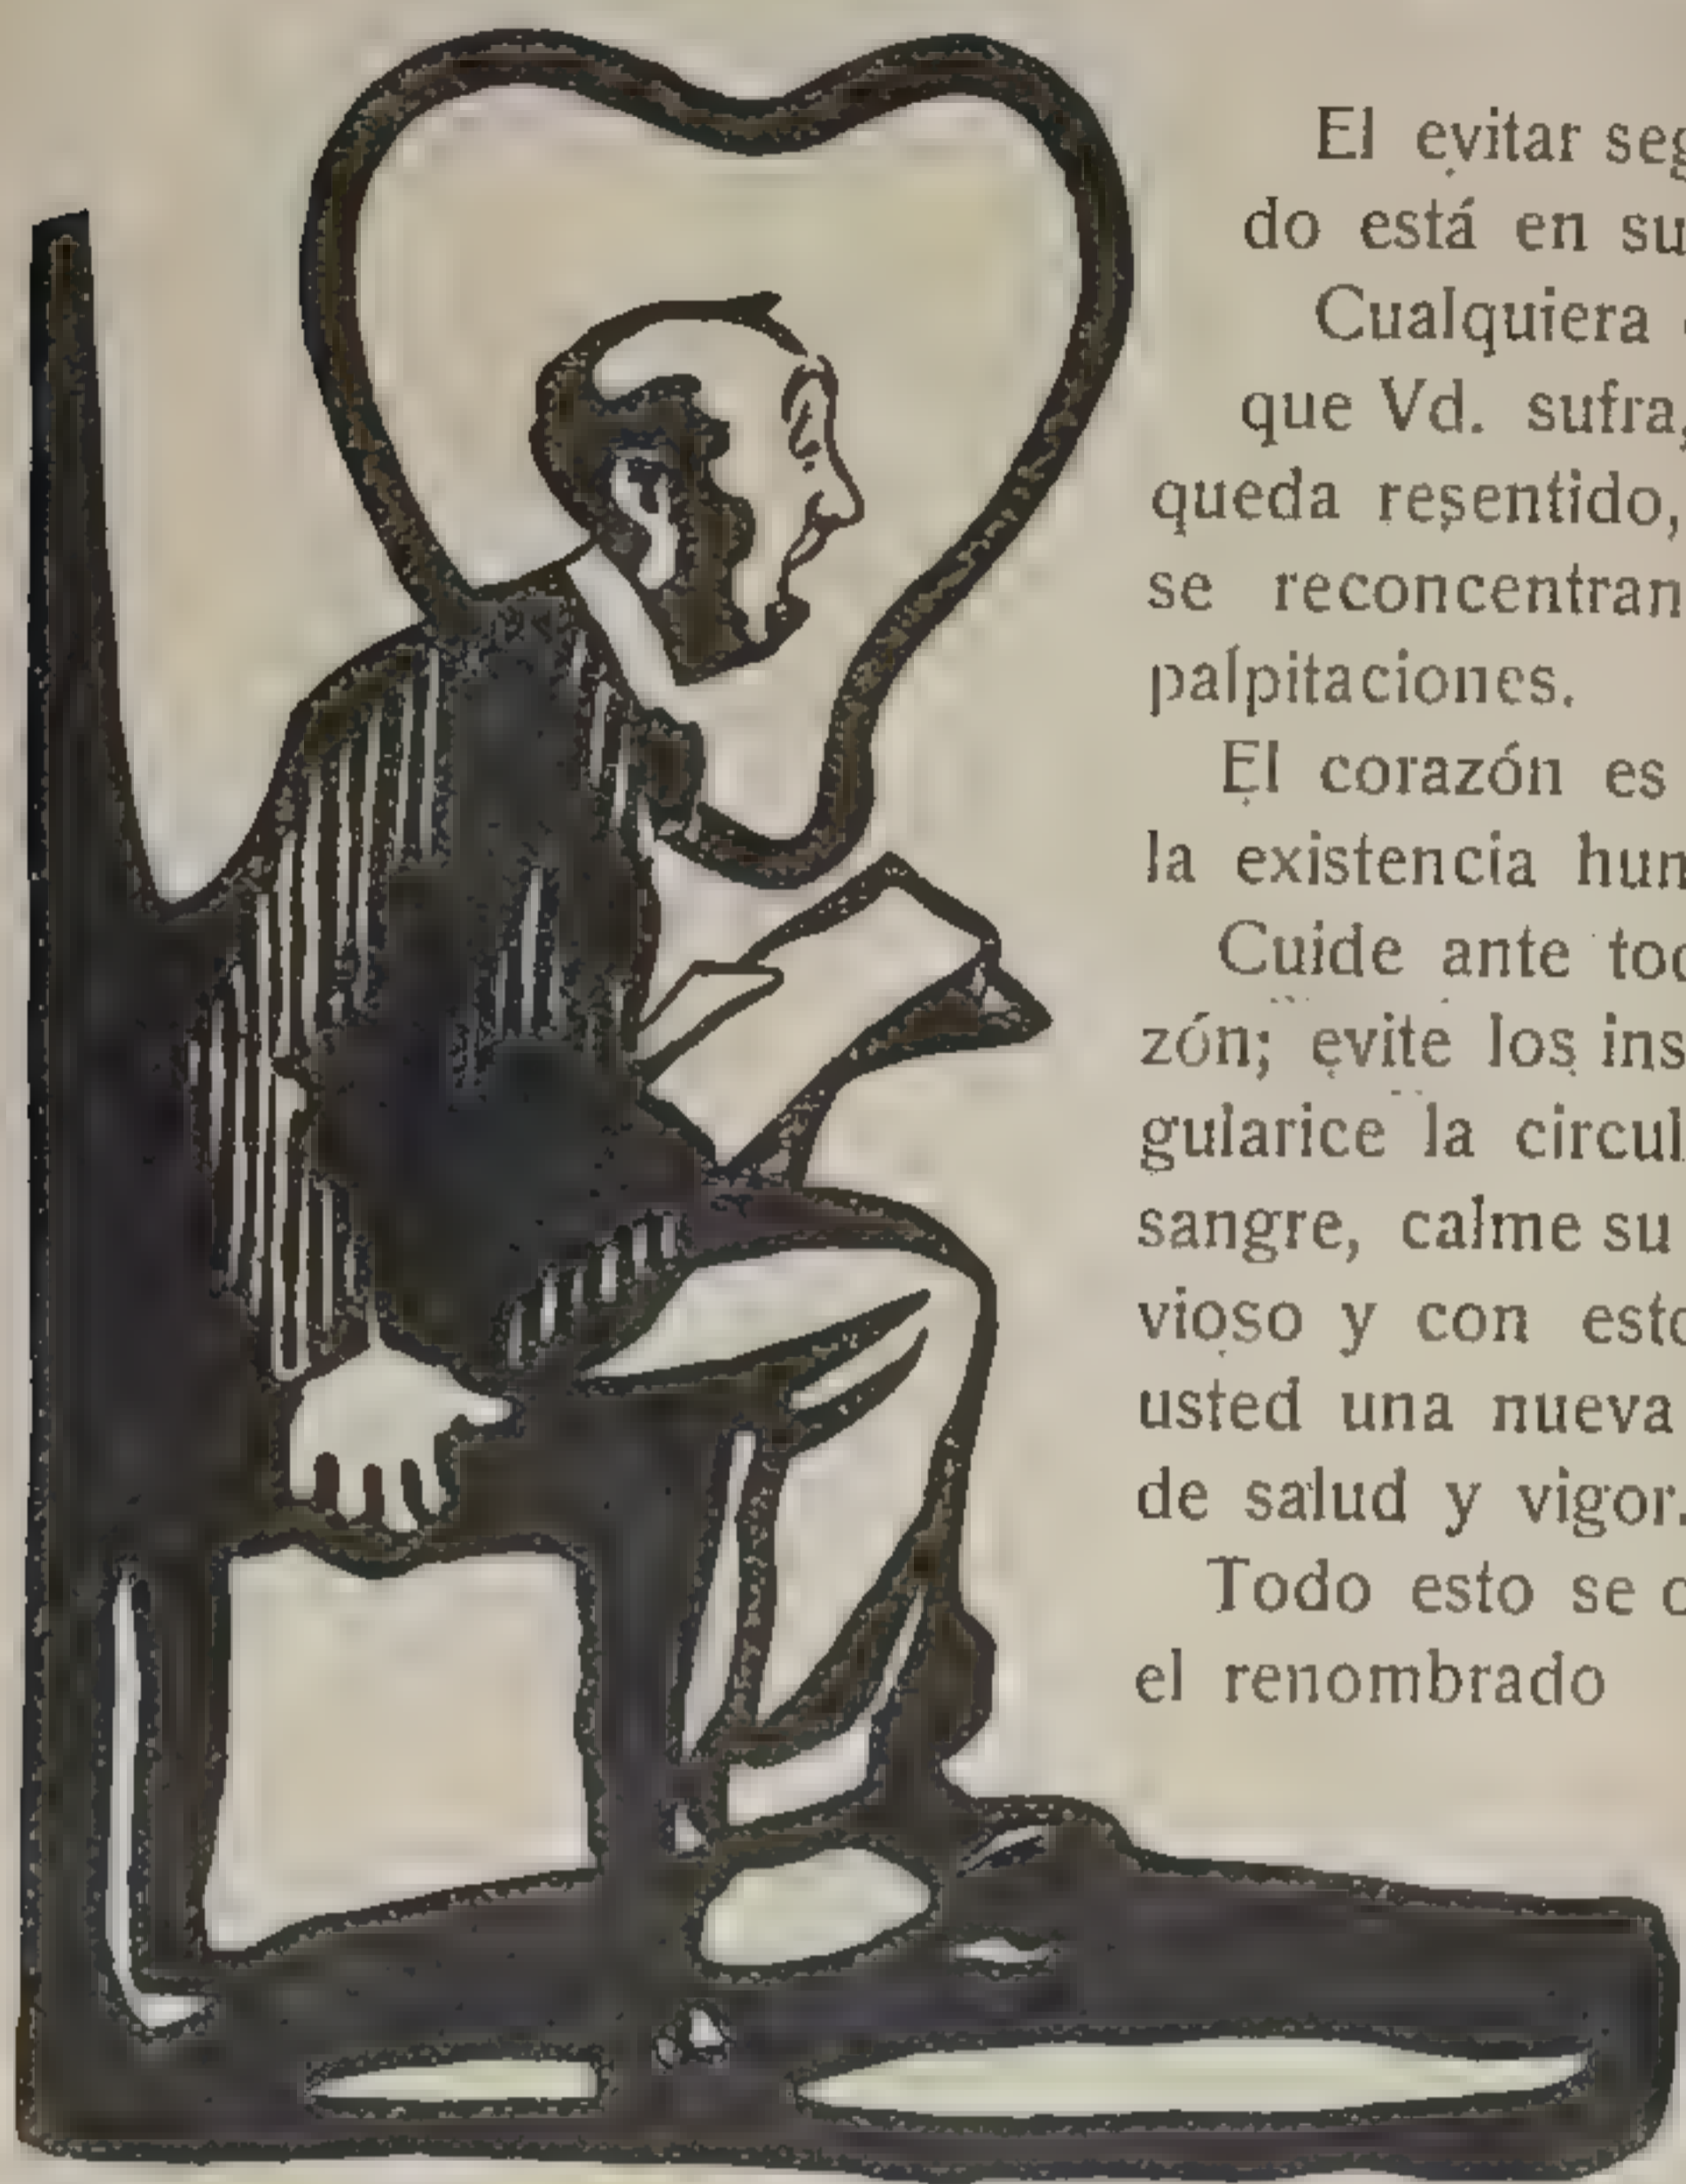 El evitar seg
do está en su
Cualquiera
que Vd. sufra,
queda resentido,
se reconcentran
palpitaciones.
El corazón es
la existencia hum
Cuide ante tod
zón; evite los ins
gularice la circul
sangre, calme su
vioso y con esto
usted una nueva
de salud y vigor.
Todo esto se
el renombrado